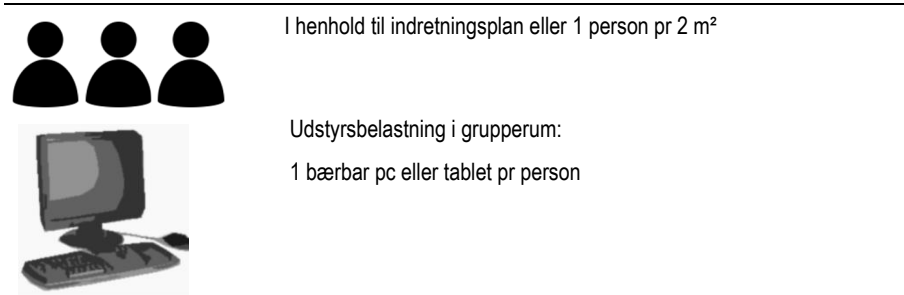 I henhold til indretningsplan eller 1 person pr 2 m²
Udstyrsbelastning i grupperum:
1 bærbar pc eller tablet pr person